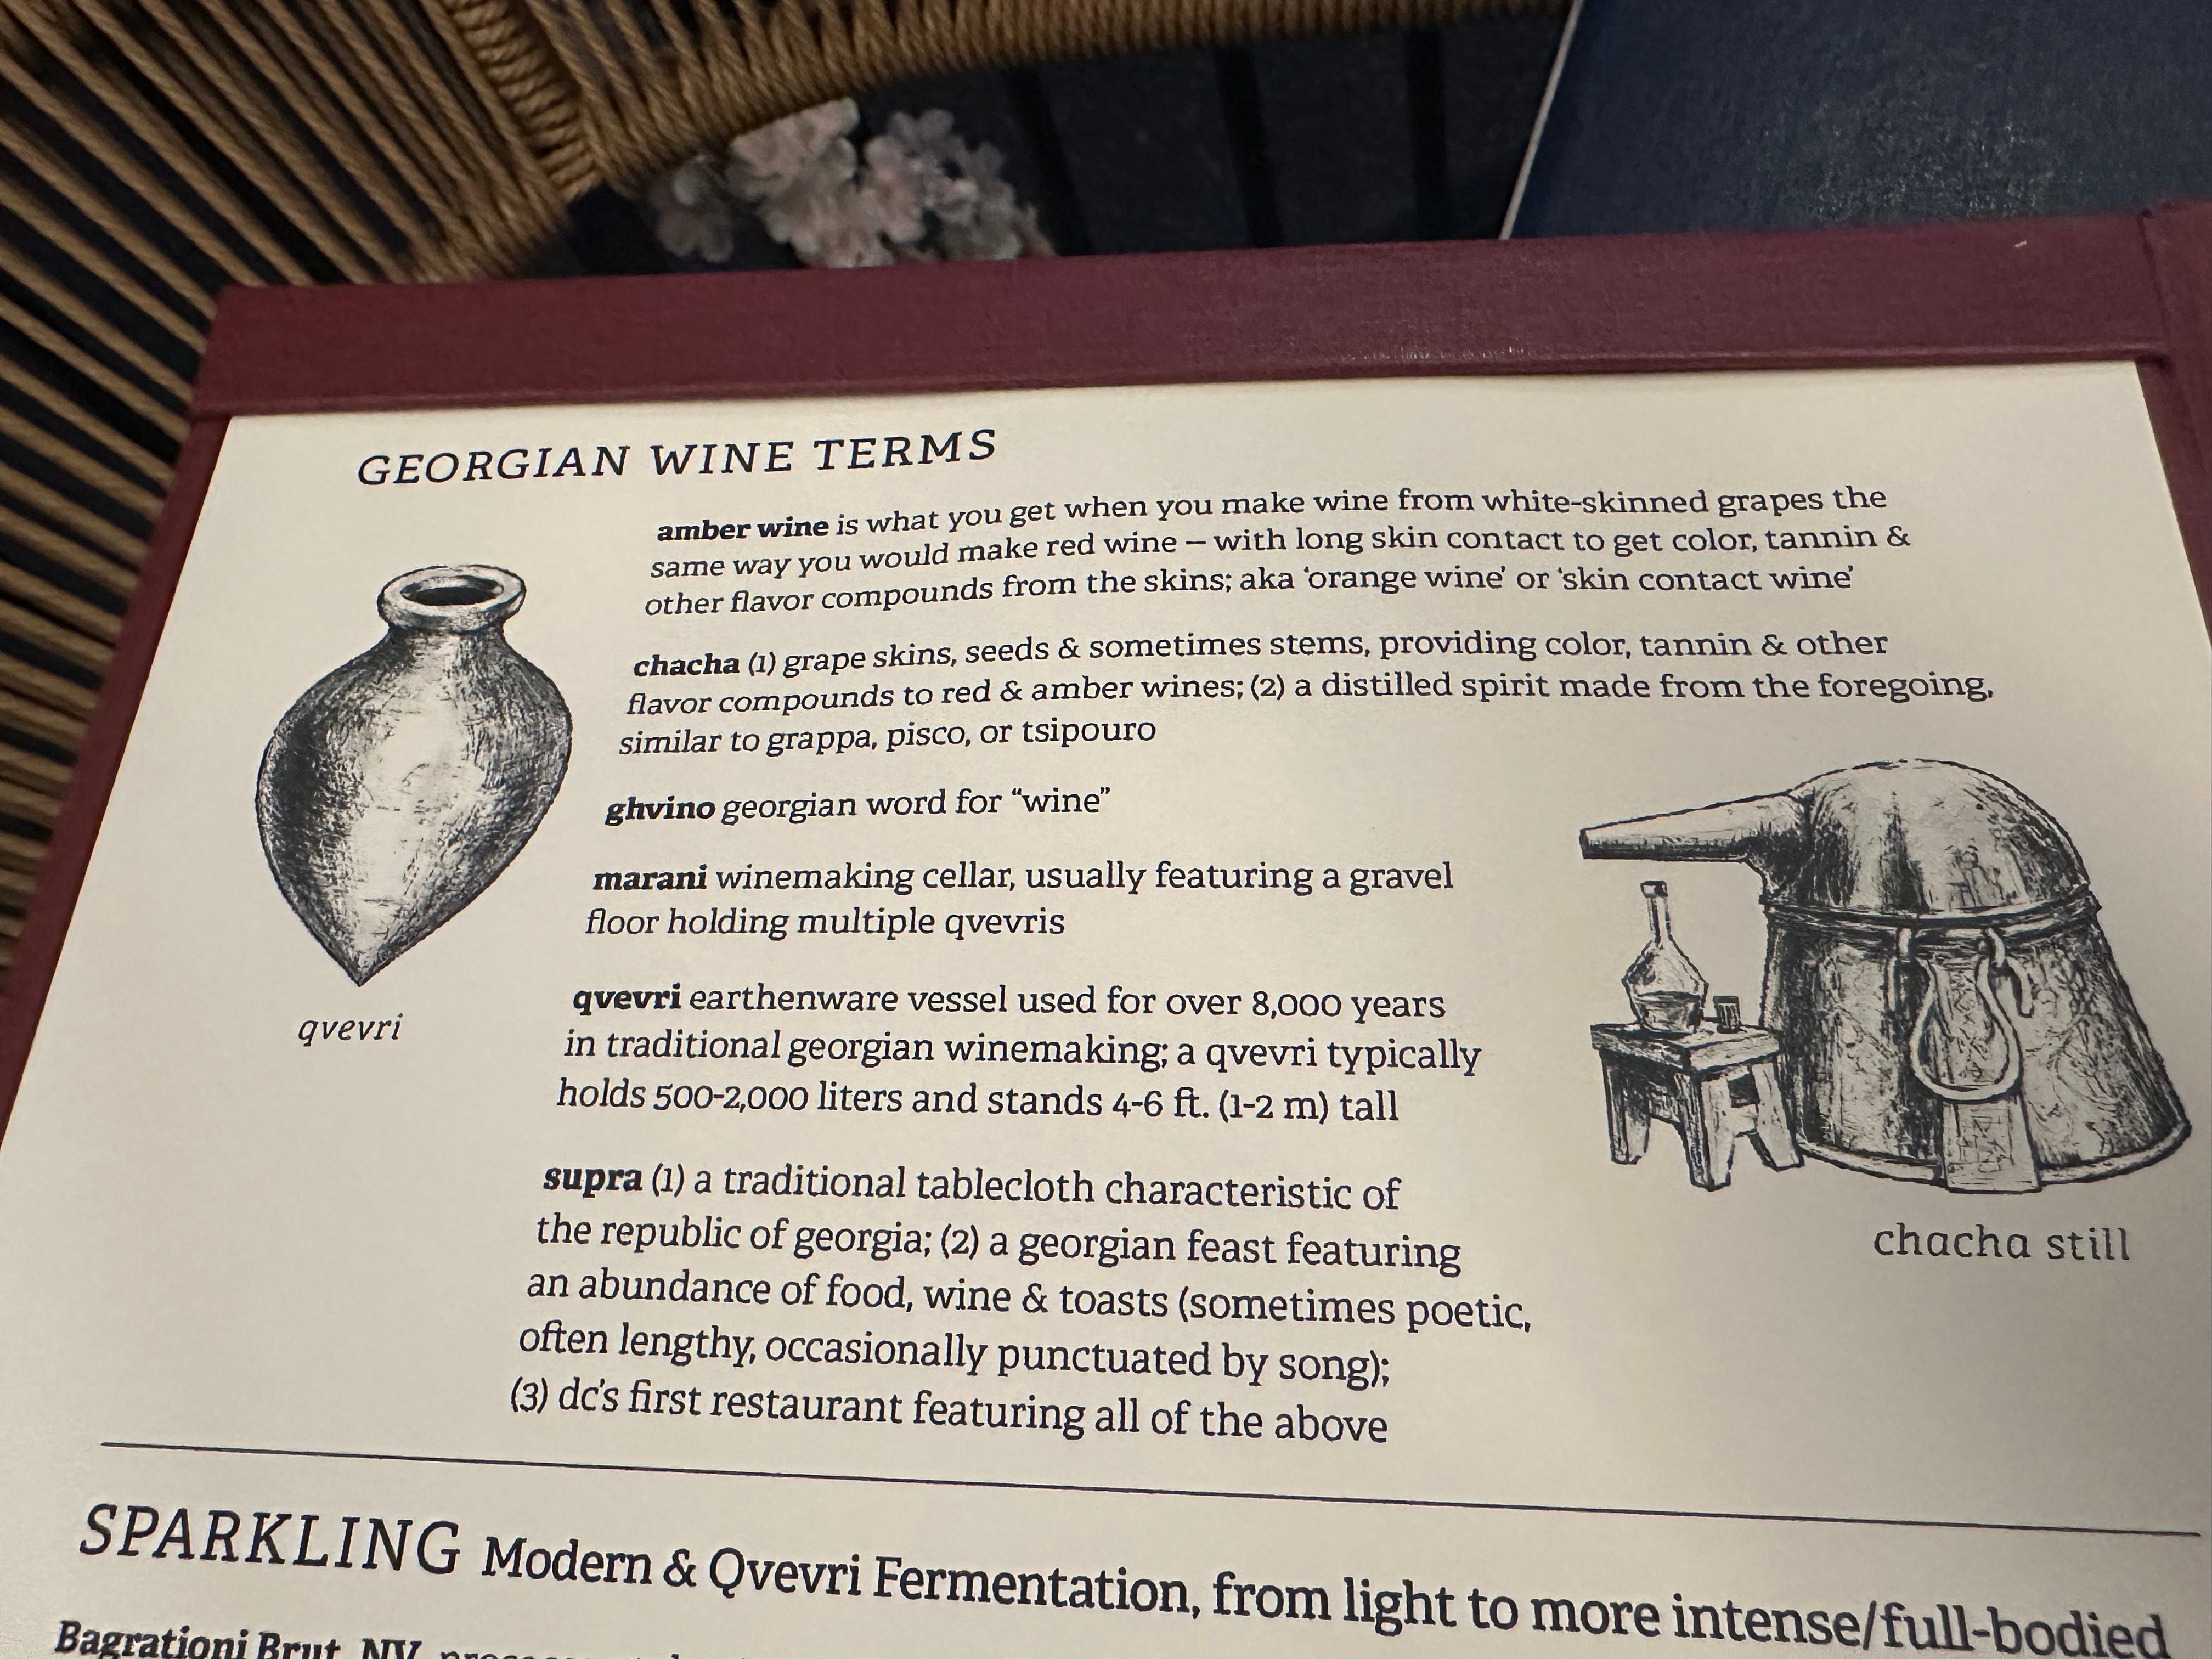 GEORGIAN WINE TERMS
amber wine is what you get when you make wine from white-skinned grapes the
same way you would make red wine – with long skin contact to get color, tannin &
other flavor compounds from the skins; aka ‘orange wine’ or ‘skin contact wine’
chacha (1) grape skins, seeds & sometimes stems, providing color, tannin & other
flavor compounds to red & amber wines; (2) a distilled spirit made from the foregoing,
similar to grappa, pisco, or tsipouro
ghvino georgian word for “wine”
marani winemaking cellar, usually featuring a gravel
floor holding multiple qvevris
qvevri earthenware vessel used for over 8,000 years
in traditional georgian winemaking; a qvevri typically
holds 500-2,000 liters and stands 4-6 ft. (1-2 m) tall
qvevri
supra (1) a traditional tablecloth characteristic of
the republic of georgia; (2) a georgian feast featuring
an abundance of food, wine & toasts (sometimes poetic,
often lengthy, occasionally punctuated by song);
(3) dc's first restaurant featuring all of the above
chacha still
SPARKLING Modern & Qvevri Fermentation, from light to more intense/full-bodied
Bagrationi Brut, NV